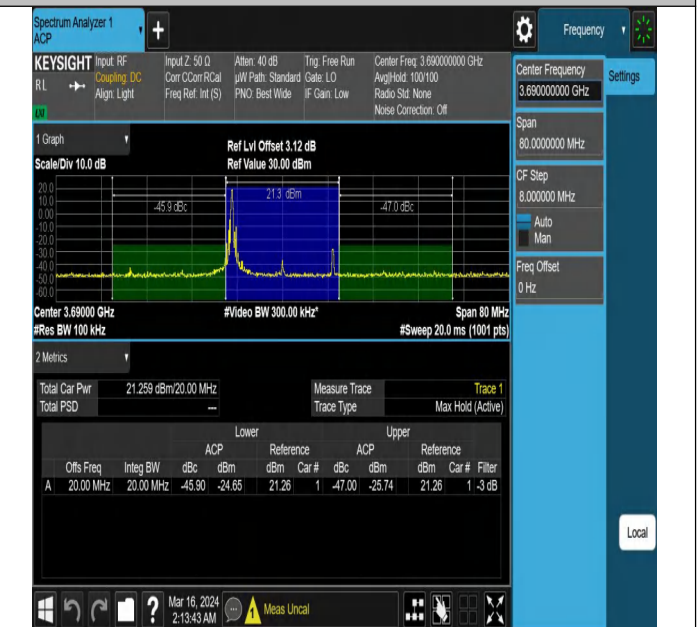 Spectrum Analyzer 1
ACP
+
Frequency
KEYSIGHT Input: RF Input Z: 50 Ω Atten: 40 dB Trig: Free Run Center Freq: 3.690000000 GHz
RL Coupling: DC Corr CCorr RCal µW Path: Standard Gate: LO Avg|Hold: 100/100
Align: Light Freq Ref: Int (S) PNO: Best Wide IF Gain: Low Radio Std: None
Noise Correction: Off
Center Frequency
3.690000000 GHz
Settings
Span
80.0000000 MHz
CF Step
8.000000 MHz
Auto
Man
Freq Offset
0 Hz
1 Graph
Scale/Div 10.0 dB
Ref Lvl Offset 3.12 dB
Ref Value 30.00 dBm
20.0
10.0
0.00
-10.0
-20.0
-30.0
-40.0
-50.0
-60.0
-45.9 dBc
21.3 dBm
-47.0 dBc
Center 3.69000 GHz #Video BW 300.00 kHz* Span 80 MHz
#Res BW 100 kHz #Sweep 20.0 ms (1001 pts)
2 Metrics
Total Car Pwr 21.259 dBm/20.00 MHz Measure Trace Trace 1
Total PSD --- Trace Type Max Hold (Active)
Lower Upper
ACP Reference ACP Reference
Offs Freq Integ BW dBc dBm dBm Car # dBc dBm dBm Car # Filter
A 20.00 MHz 20.00 MHz -45.90 -24.65 21.26 1 -47.00 -25.74 21.26 1 -3 dB
Local
? Mar 16, 2024
2:13:43 AM
Meas Uncal